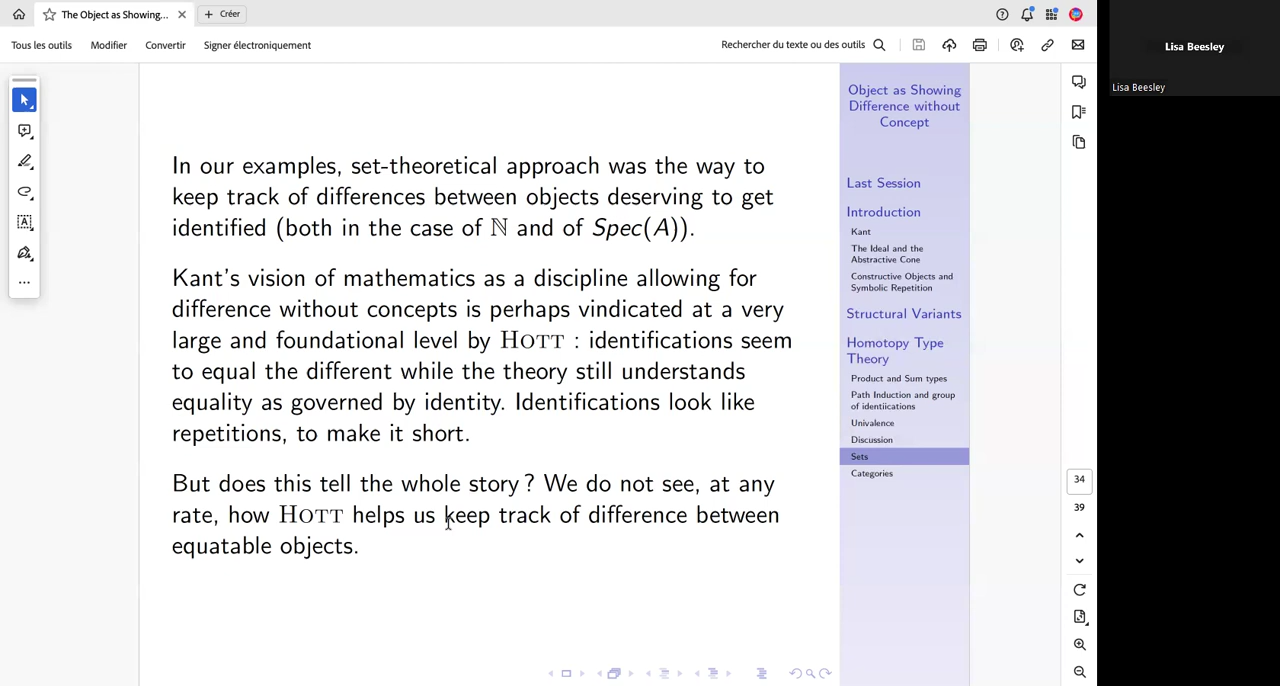 The Object as Showing...
Créer
Tous les outils
Modifier
Convertir
Signer électroniquement
Rechercher du texte ou des outils
Lisa Beesley
Lisa Beesley
In our examples, set-theoretical approach was the way to
keep track of differences between objects deserving to get
identified (both in the case of ℕ and of Spec(A)).
Kant's vision of mathematics as a discipline allowing for
difference without concepts is perhaps vindicated at a very
large and foundational level by HOTT : identifications seem
to equal the different while the theory still understands
equality as governed by identity. Identifications look like
repetitions, to make it short.
But does this tell the whole story ? We do not see, at any
rate, how HOTT helps us keep track of difference between
equatable objects.
Object as Showing
Difference without
Concept
Last Session
Introduction
Kant
The Ideal and the
Abstractive Cone
Constructive Objects and
Symbolic Repetition
Structural Variants
Homotopy Type
Theory
Product and Sum types
Path Induction and group
of identiications
Univalence
Discussion
Sets
Categories
34
39